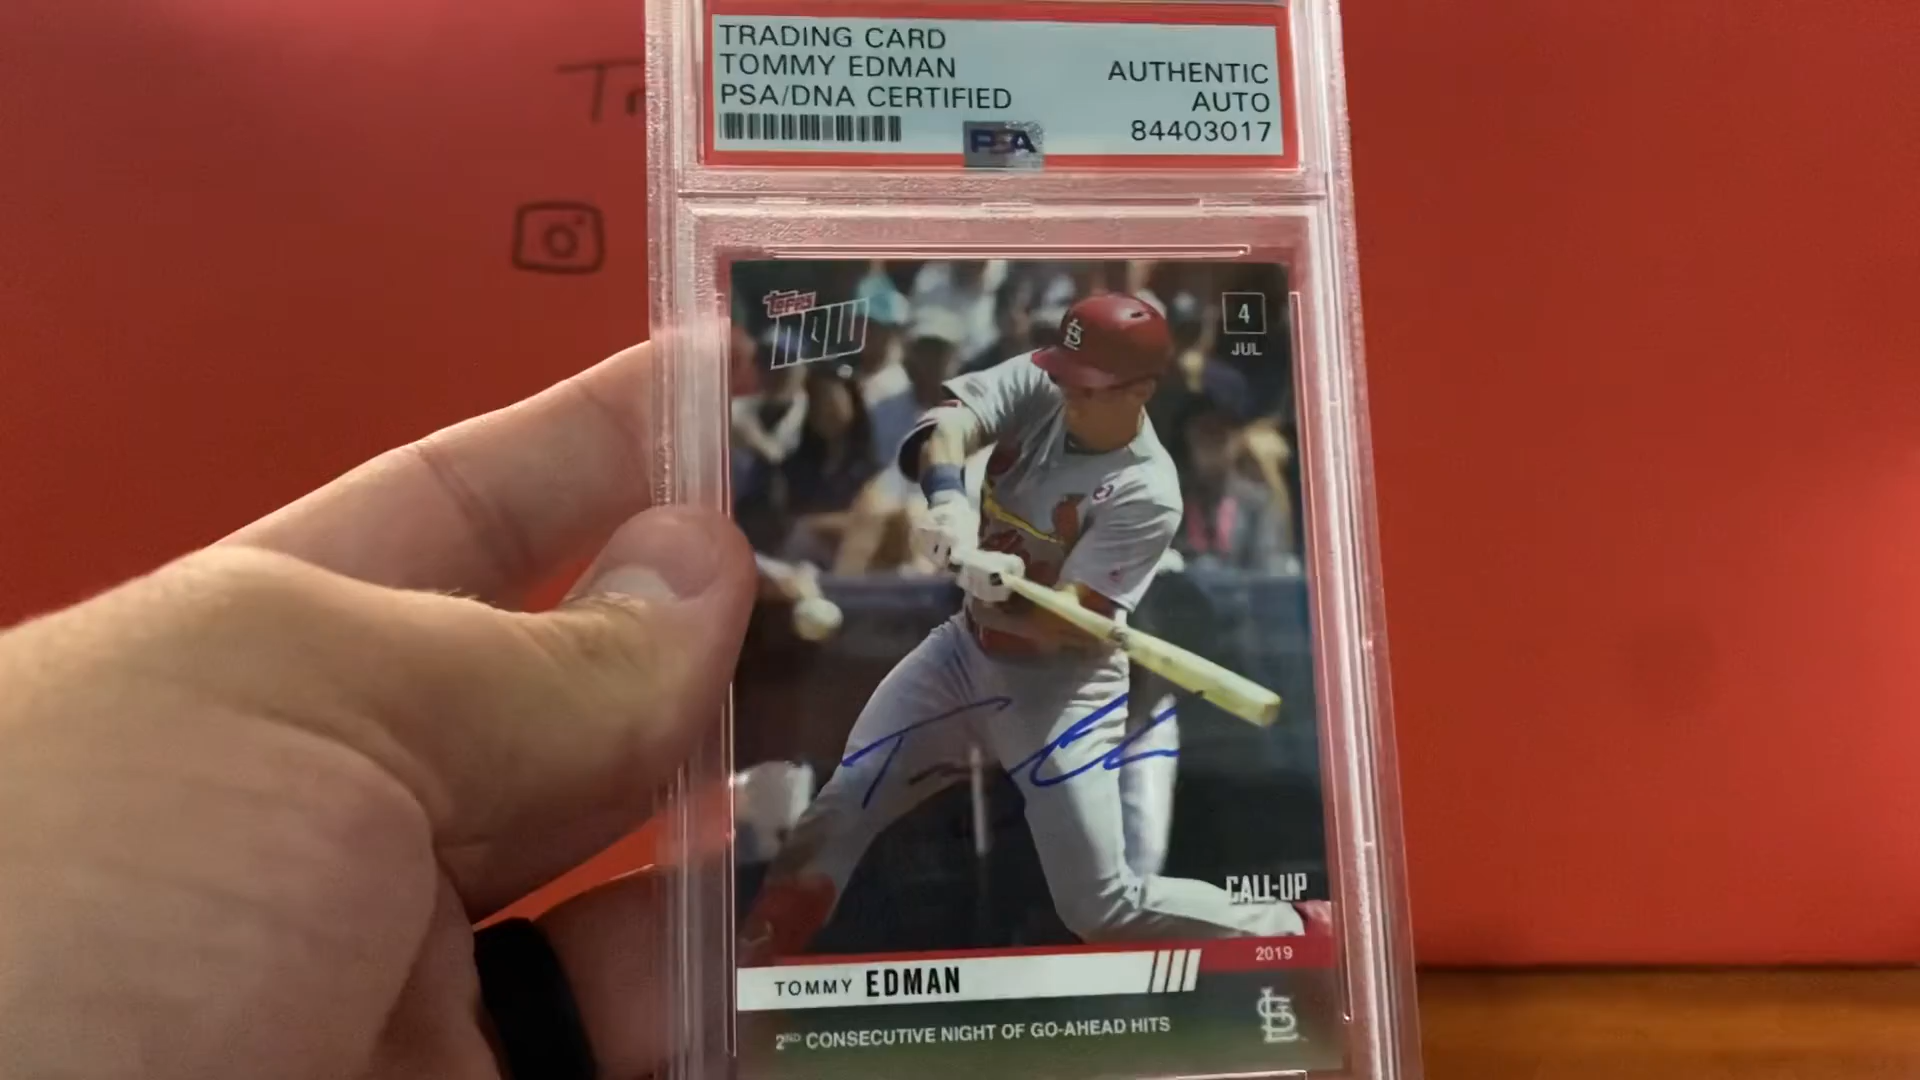 TRADING CARD
TOMMY EDMAN
PSA/DNA CERTIFIED
AUTHENTIC
AUTO
84403017
PSA
Topps
NOW
4
JUL
CALL-UP
2019
TOMMY EDMAN
2ND CONSECUTIVE NIGHT OF GO-AHEAD HITS